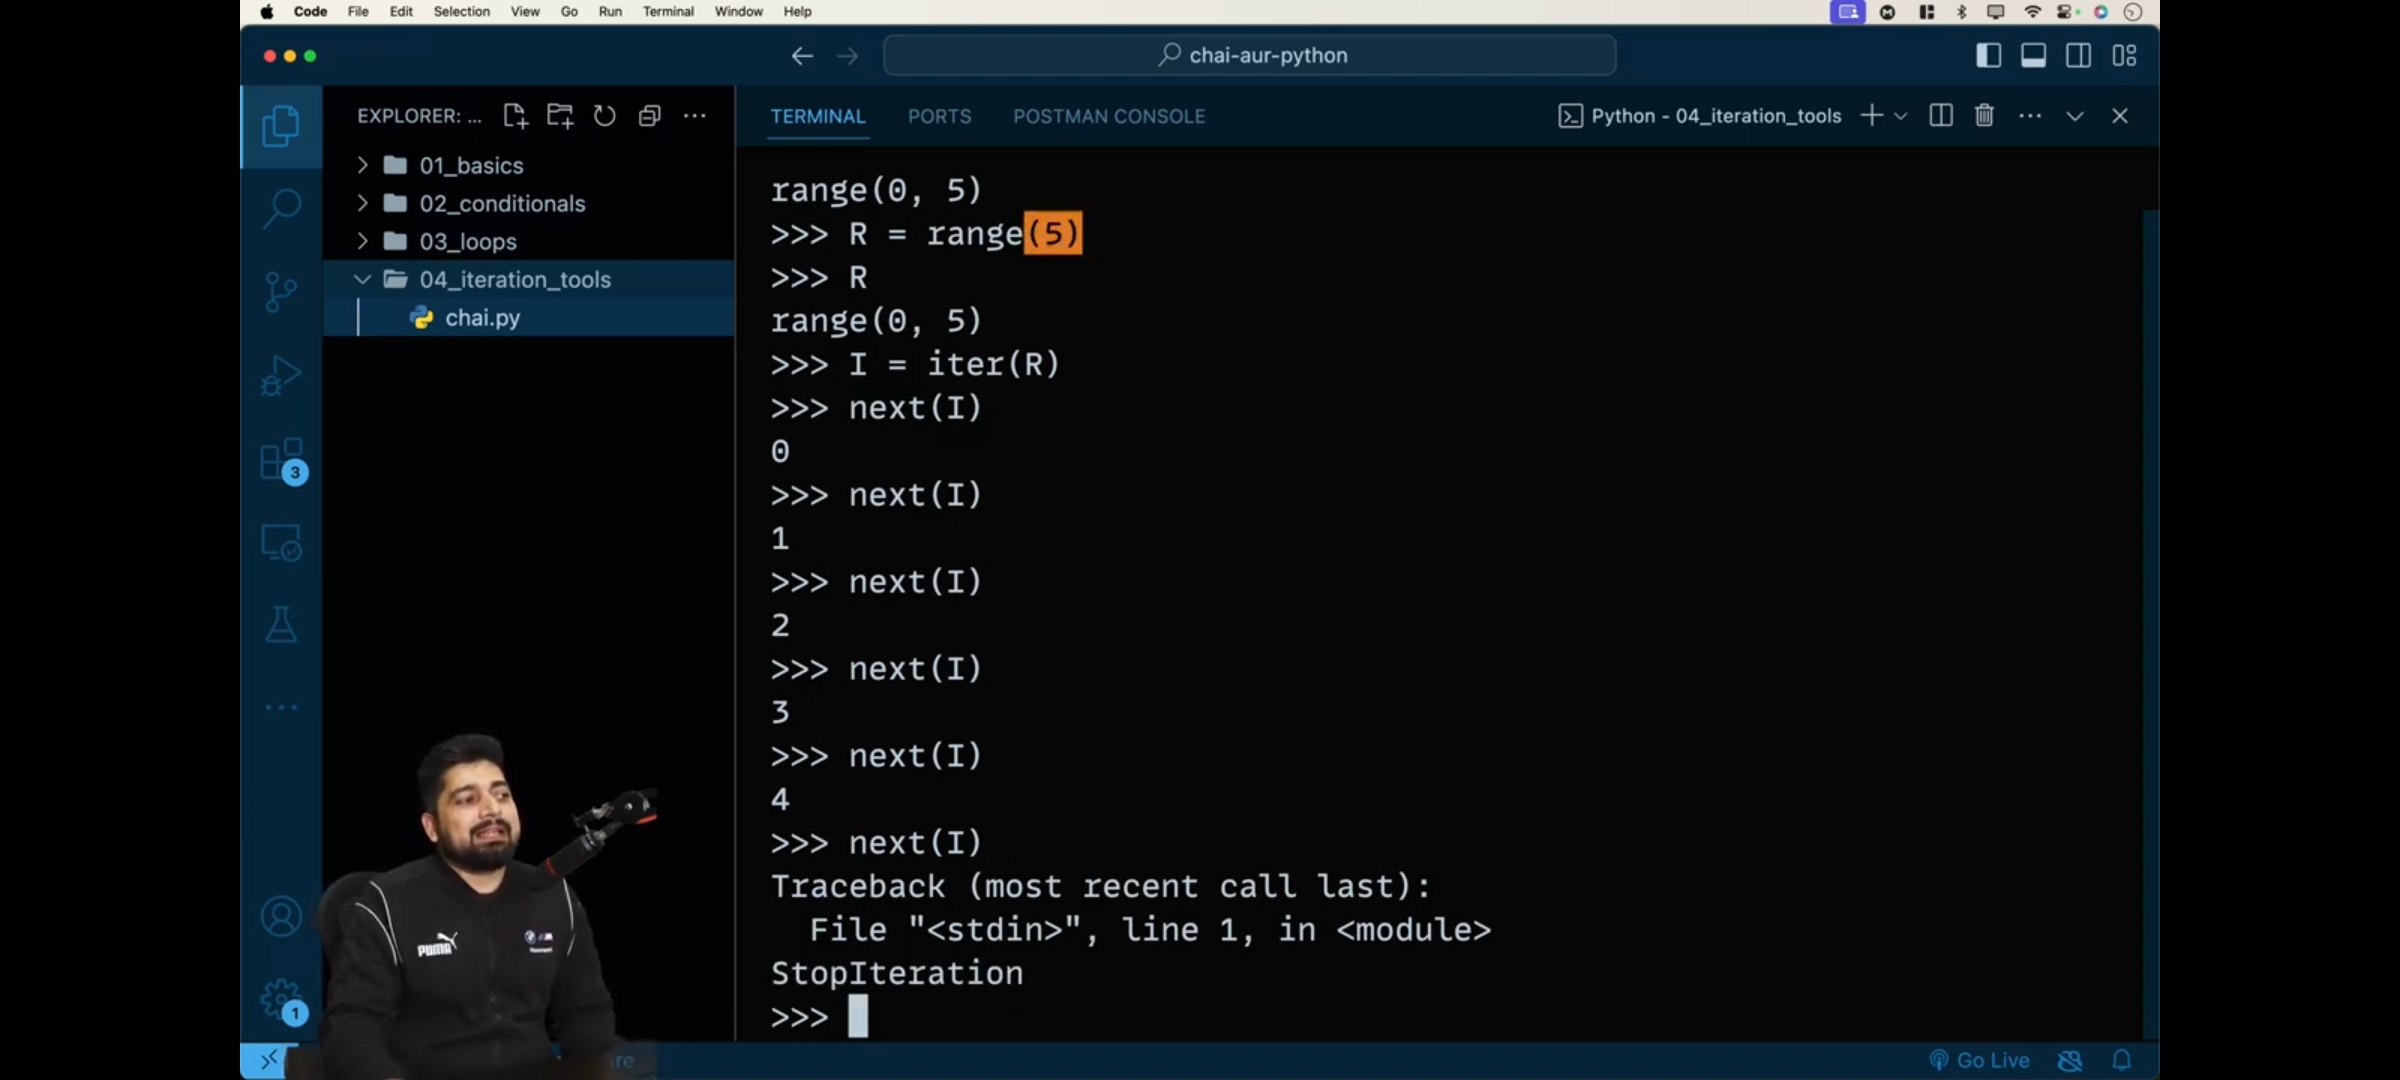 Code File Edit Selection View Go Run Terminal Window Help
chai-aur-python
EXPLORER: ...
01_basics
02_conditionals
03_loops
04_iteration_tools
chai.py
3
1
TERMINAL PORTS POSTMAN CONSOLE
Python - 04_iteration_tools
range(0, 5)
>>> R = range(5)
>>> R
range(0, 5)
>>> I = iter(R)
>>> next(I)
0
>>> next(I)
1
>>> next(I)
2
>>> next(I)
3
>>> next(I)
4
>>> next(I)
Traceback (most recent call last):
  File "<stdin>", line 1, in <module>
StopIteration
>>>
PUMA
Go Live